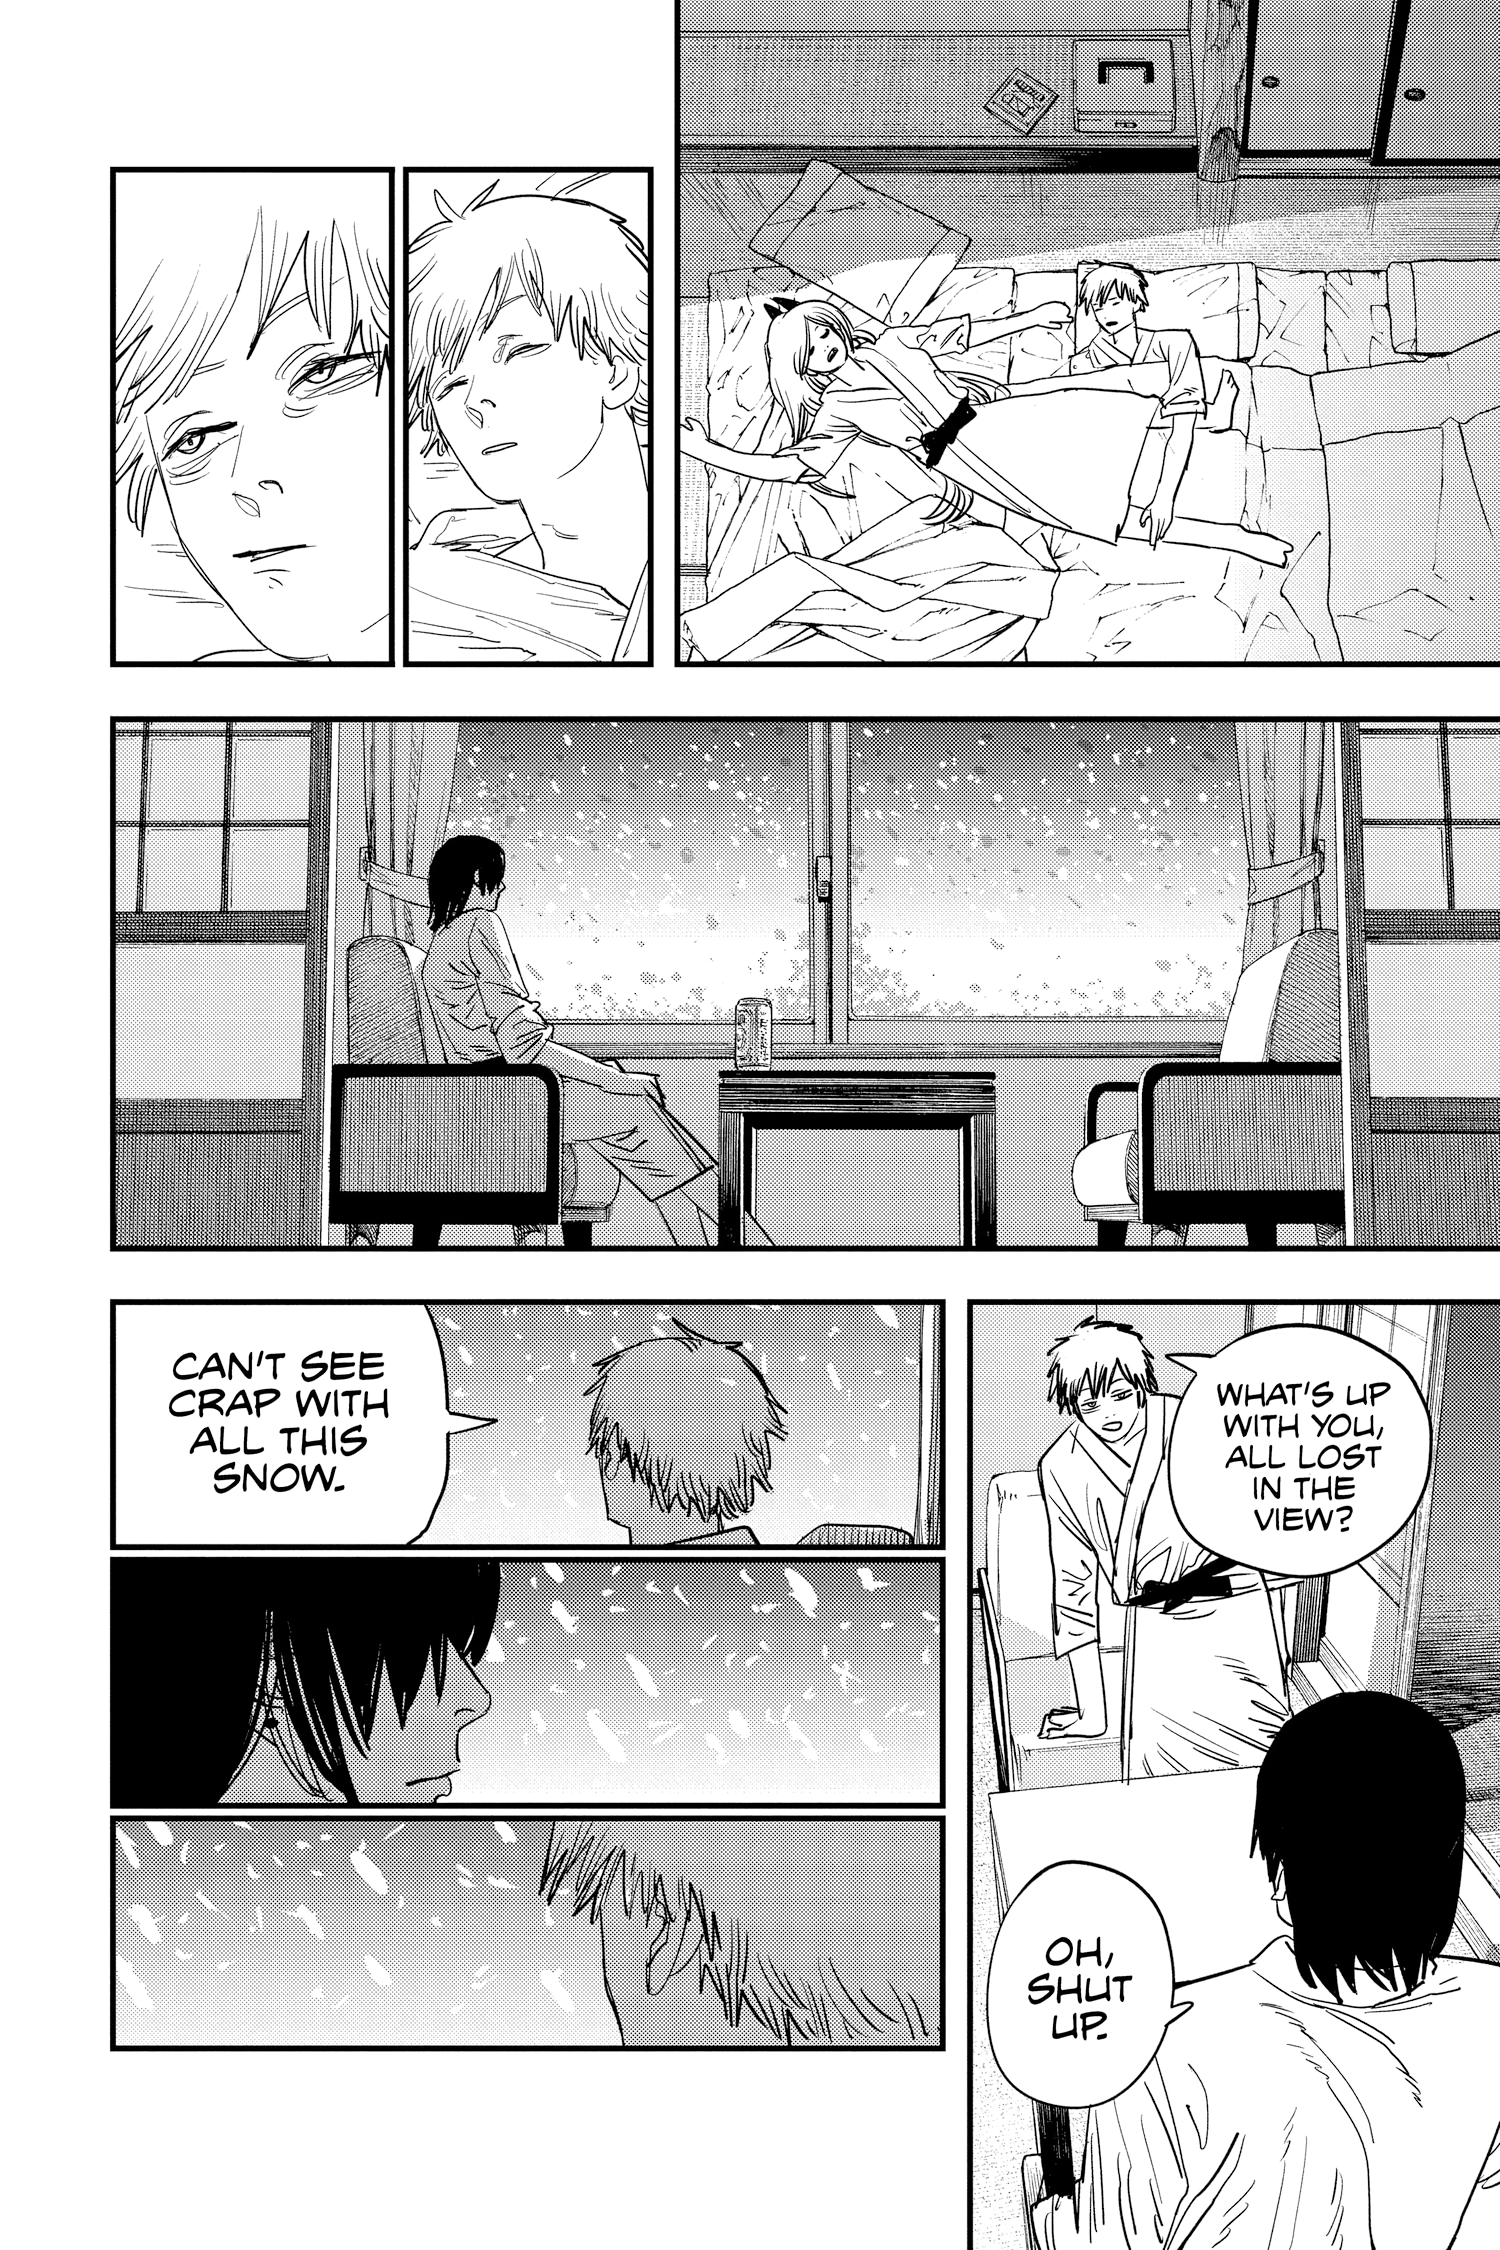 WHAT'S UP
WITH YOU,
ALL LOST
IN THE
VIEW?
OH,
SHUT
UP.
CAN'T SEE
CRAP WITH
ALL THIS
SNOW.